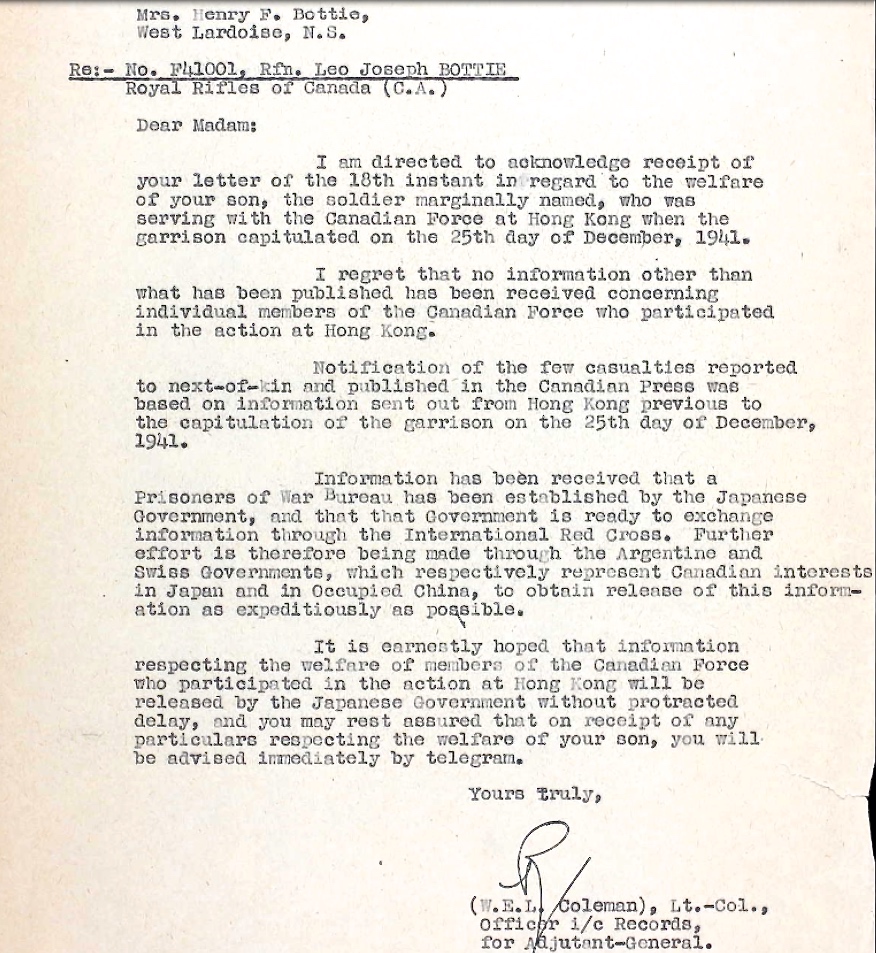 Mrs. Henry F. Bottie,
West Lardoise, N.S.
Re:- No. F41001, Rfn. Leo Joseph BOTTIE
Royal Rifles of Canada (C.A.)
Dear Madam:
I am directed to acknowledge receipt of
your letter of the 18th instant in regard to the welfare
of your son, the soldier marginally named, who was
serving with the Canadian Force at Hong Kong when the
garrison capitulated on the 25th day of December, 1941.
I regret that no information other than
what has been published has been received concerning
individual members of the Canadian Force who participated
in the action at Hong Kong.
Notification of the few casualties reported
to next-of-kin and published in the Canadian Press was
based on information sent out from Hong Kong previous to
the capitulation of the garrison on the 25th day of December,
1941.
Information has been received that a
Prisoners of War Bureau has been established by the Japanese
Government, and that that Government is ready to exchange
information through the International Red Cross. Further
effort is therefore being made through the Argentine and
Swiss Governments, which respectively represent Canadian interests
in Japan and in Occupied China, to obtain release of this inform-
ation as expeditiously as possible.
It is earnestly hoped that information
respecting the welfare of members of the Canadian Force
who participated in the action at Hong Kong will be
released by the Japanese Government without protracted
delay, and you may rest assured that on receipt of any
particulars respecting the welfare of your son, you will
be advised immediately by telegram.
Yours truly,
(W.E.L. Coleman), Lt.-Col.,
Officer i/c Records,
for Adjutant-General.